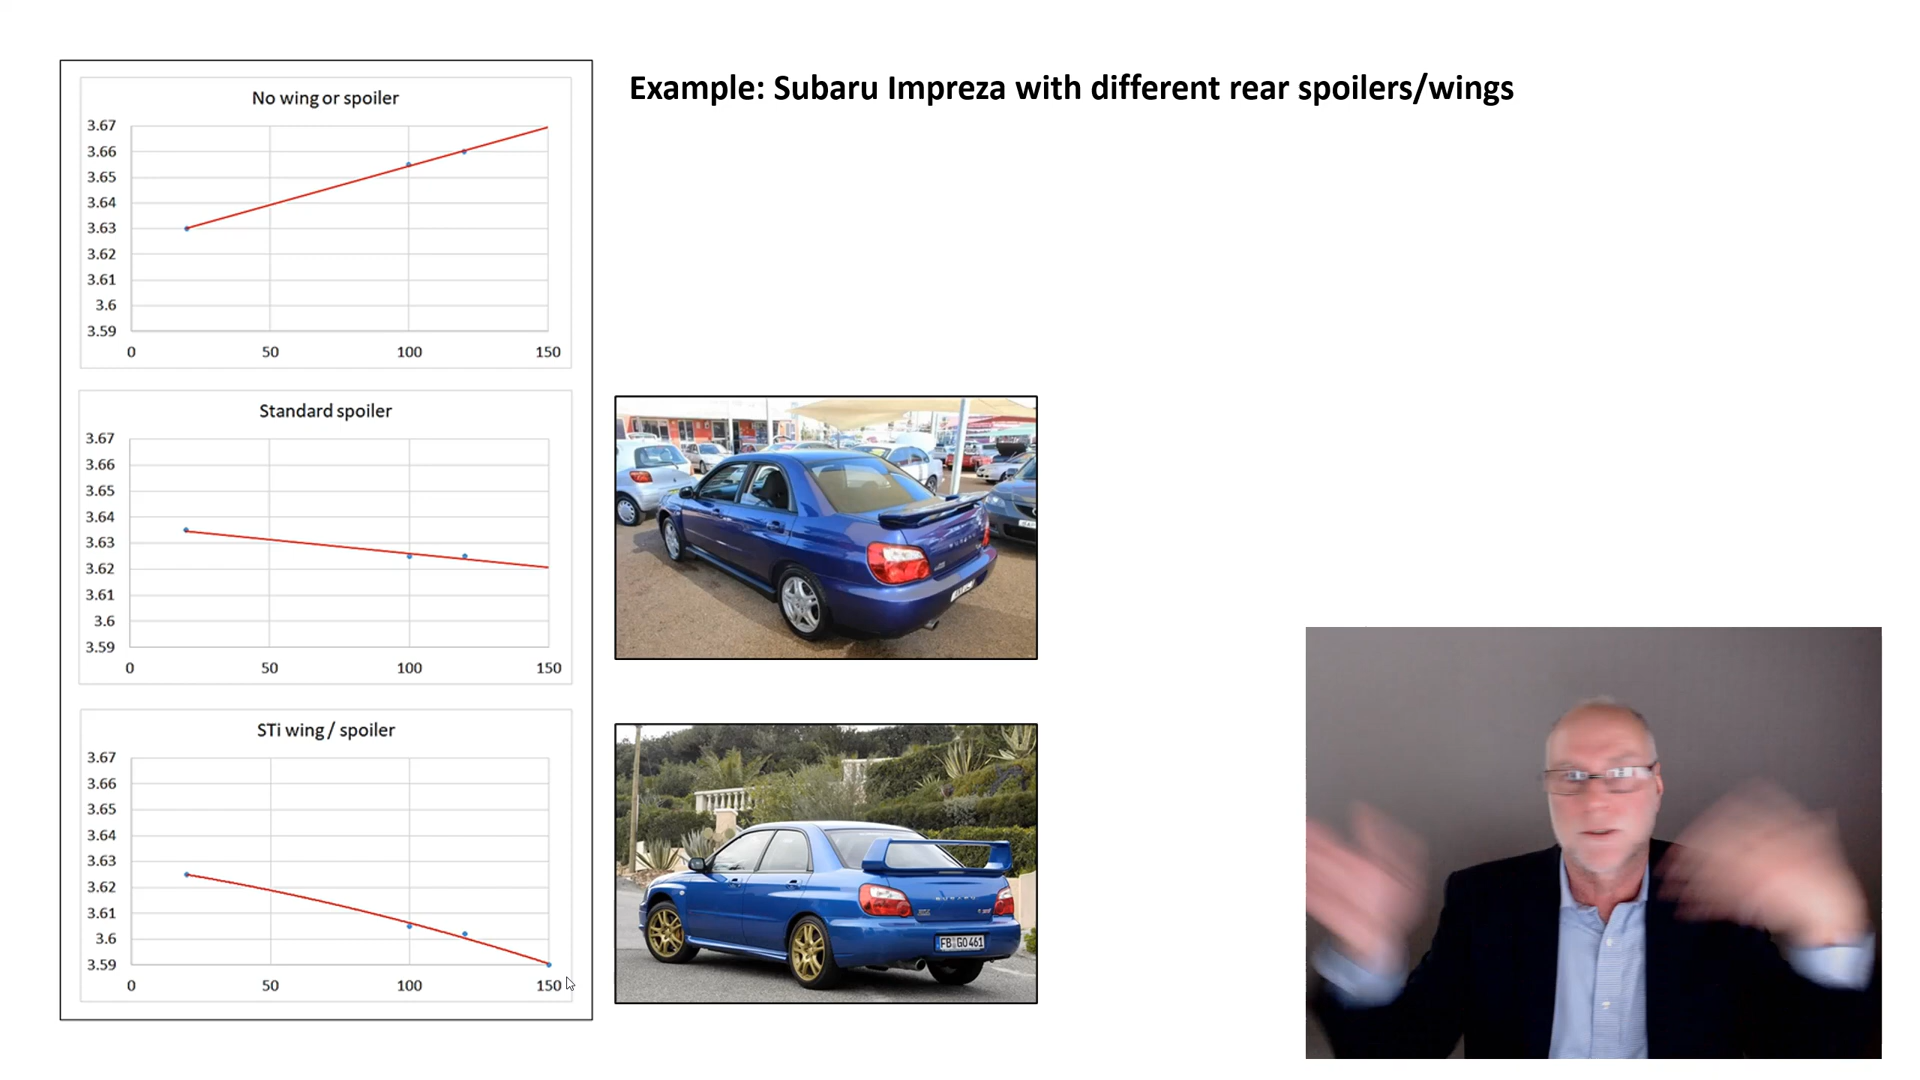 Example: Subaru Impreza with different rear spoilers/wings
No wing or spoiler
3.67
3.66
3.65
3.64
3.63
3.62
3.61
3.6
3.59
0 50 100 150
Standard spoiler
3.67
3.66
3.65
3.64
3.63
3.62
3.61
3.6
3.59
0 50 100 150
STi wing / spoiler
3.67
3.66
3.65
3.64
3.63
3.62
3.61
3.6
3.59
0 50 100 150
SUBARU
SUBARU
FB GO 461